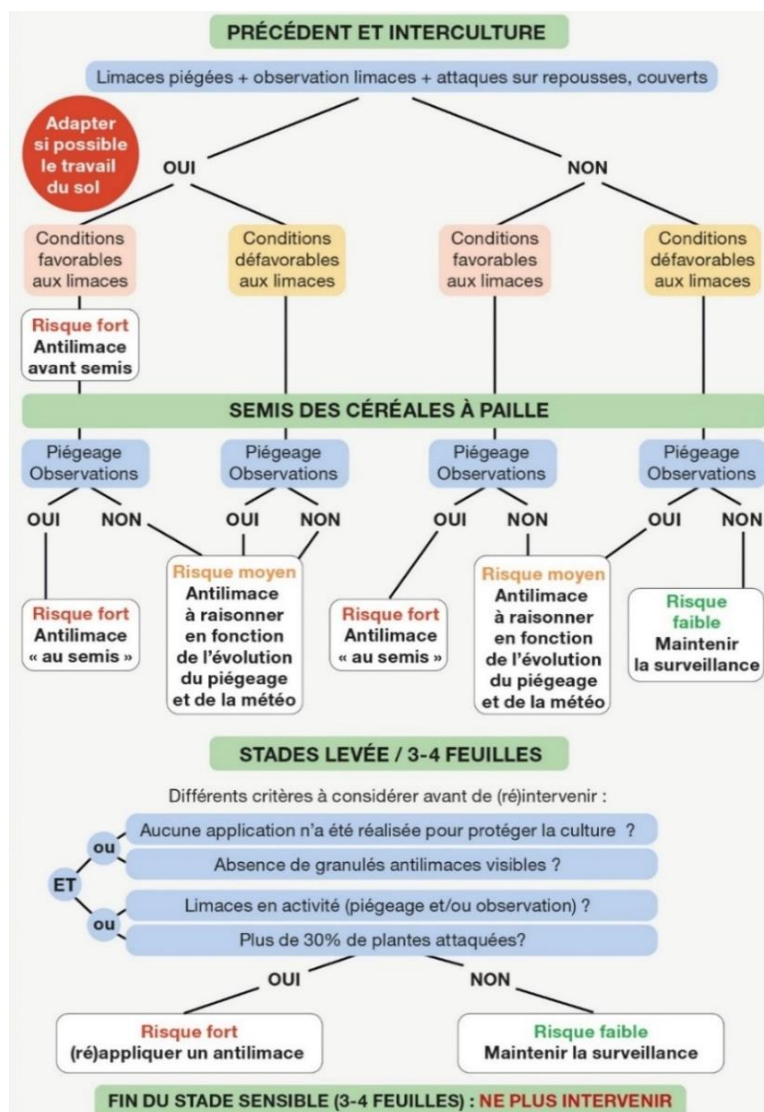 PRÉCÉDENT ET INTERCULTURE
Limaces piégées + observation limaces + attaques sur repousses, couverts
Adapter
si possible
le travail
du sol
OUI
NON
Conditions
favorables
aux limaces
Conditions
défavorables
aux limaces
Conditions
favorables
aux limaces
Conditions
défavorables
aux limaces
Risque fort
Antilimace
avant semis
SEMIS DES CÉRÉALES À PAILLE
Piégeage
Observations
Piégeage
Observations
Piégeage
Observations
Piégeage
Observations
OUI
NON
OUI
NON
OUI
NON
OUI
NON
Risque fort
Antilimace
« au semis »
Risque moyen
Antilimace
à raisonner
en fonction
de l'évolution
du piégeage
et de la météo
Risque fort
Antilimace
« au semis »
Risque moyen
Antilimace
à raisonner
en fonction
de l'évolution
du piégeage
et de la météo
Risque
faible
Maintenir
la surveillance
STADES LEVÉE / 3-4 FEUILLES
Différents critères à considérer avant de (ré)intervenir :
ET
ou
Aucune application n'a été réalisée pour protéger la culture ?
Absence de granulés antilimaces visibles ?
ou
Limaces en activité (piégeage et/ou observation) ?
Plus de 30% de plantes attaquées?
OUI
NON
Risque fort
(ré)appliquer un antilimace
Risque faible
Maintenir la surveillance
FIN DU STADE SENSIBLE (3-4 FEUILLES) : NE PLUS INTERVENIR